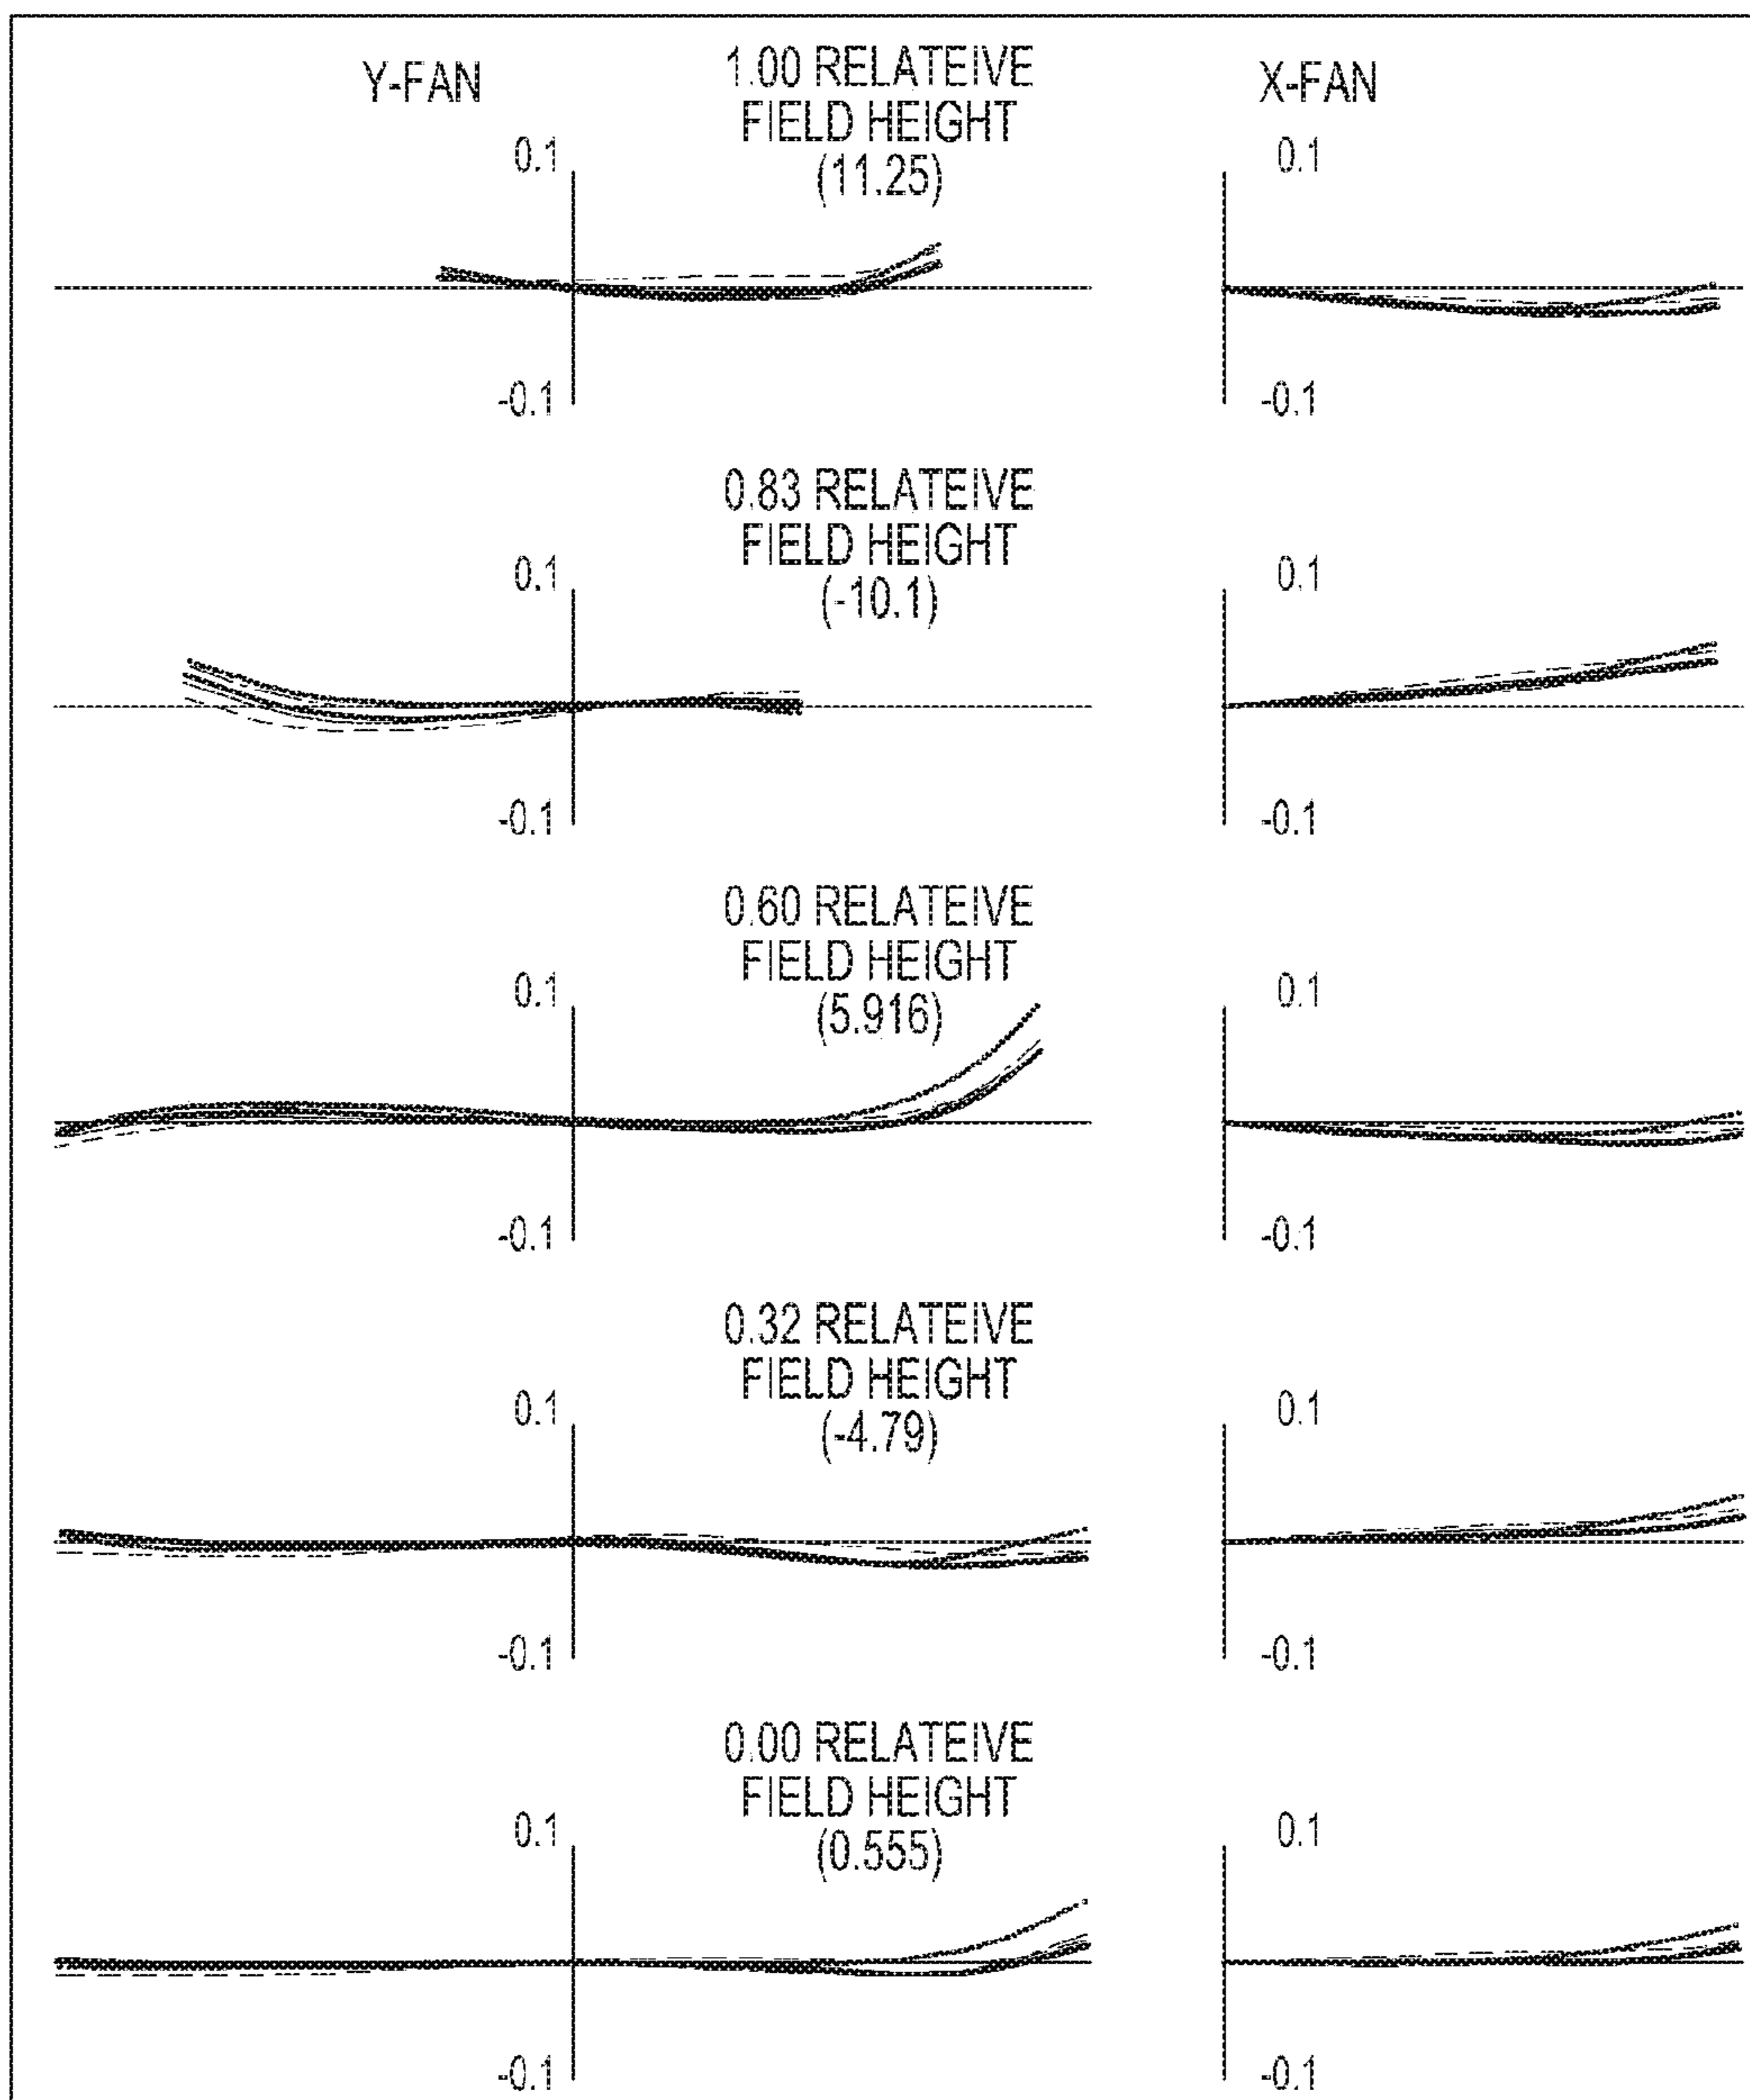 Y-FAN
1.00 RELATEIVE
FIELD HEIGHT
(11.25)
X-FAN
0.1
0.1
-0.1
-0.1
0.83 RELATEIVE
FIELD HEIGHT
(-10.1)
0.1
0.1
-0.1
-0.1
0.60 RELATEIVE
FIELD HEIGHT
(5.916)
0.1
0.1
-0.1
-0.1
0.32 RELATEIVE
FIELD HEIGHT
(-4.79)
0.1
0.1
-0.1
-0.1
0.00 RELATEIVE
FIELD HEIGHT
(0.555)
0.1
0.1
-0.1
-0.1